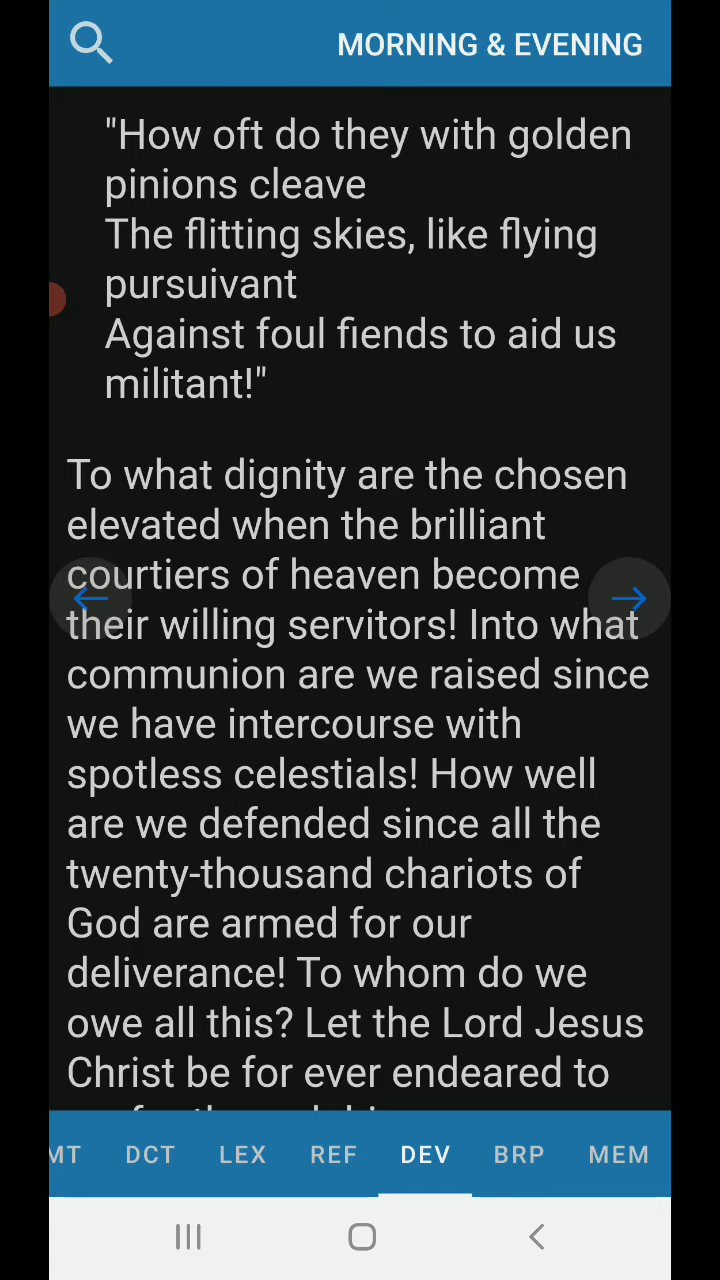 MORNING & EVENING
"How oft do they with golden
pinions cleave
The flitting skies, like flying
pursuivant
Against foul fiends to aid us
militant!"
To what dignity are the chosen
elevated when the brilliant
courtiers of heaven become
their willing servitors! Into what
communion are we raised since
we have intercourse with
spotless celestials! How well
are we defended since all the
twenty-thousand chariots of
God are armed for our
deliverance! To whom do we
owe all this? Let the Lord Jesus
Christ be for ever endeared to
MT DCT LEX REF DEV BRP MEM